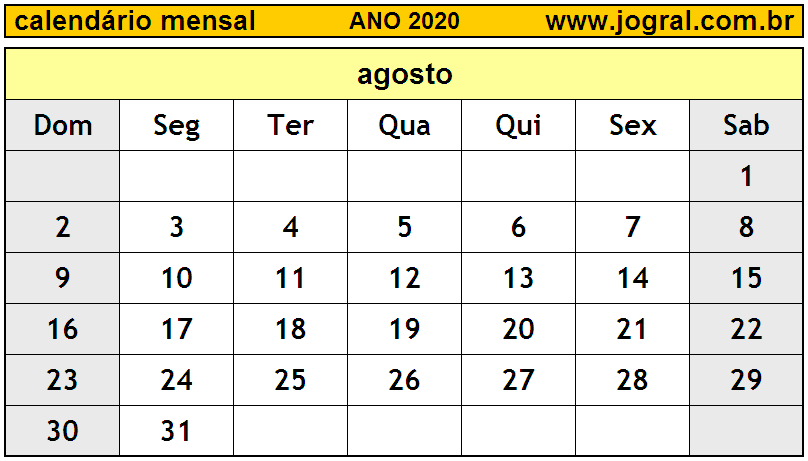 calendário mensal ANO 2020 www.jogral.com.br
agosto
Dom Seg Ter Qua Qui Sex Sab
1
2 3 4 5 6 7 8
9 10 11 12 13 14 15
16 17 18 19 20 21 22
23 24 25 26 27 28 29
30 31